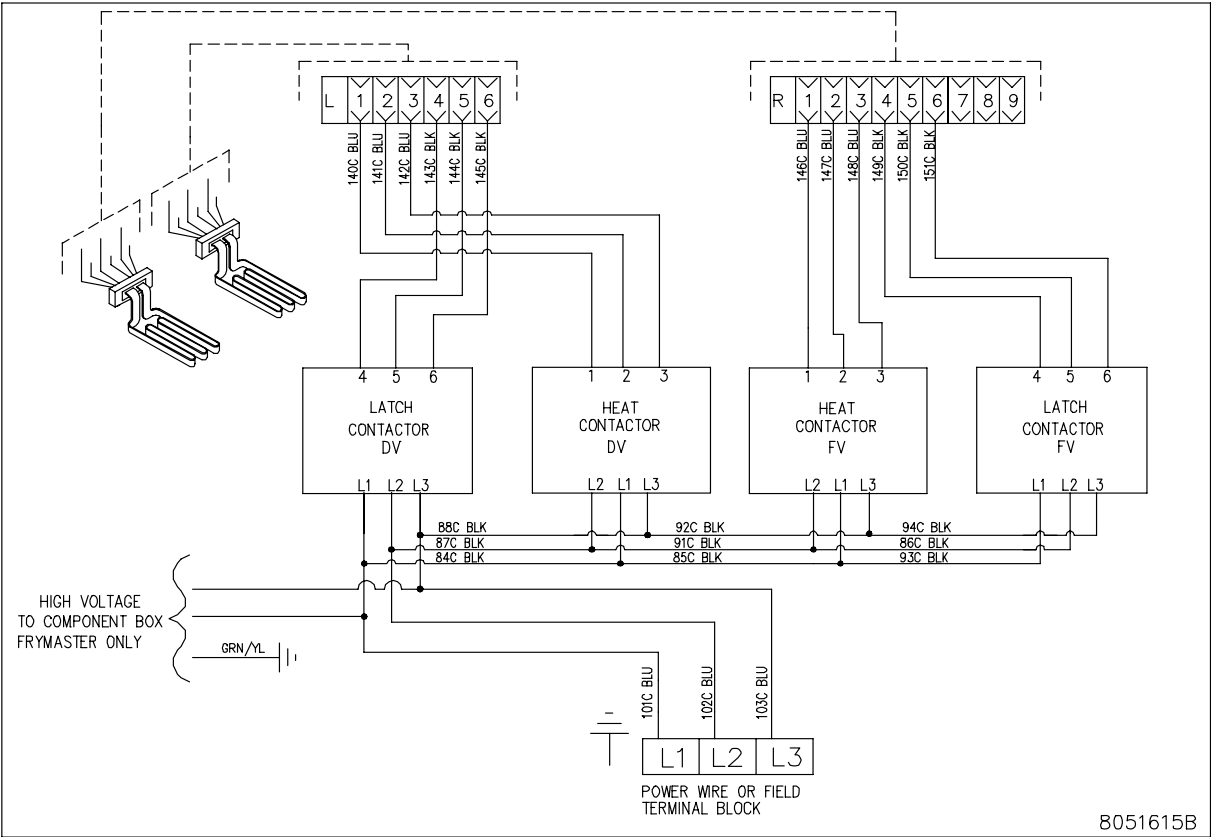 L 1 2 3 4 5 6
R 1 2 3 4 5 6 7 8 9
140C BLU
141C BLU
142C BLU
143C BLK
144C BLK
145C BLK
146C BLU
147C BLU
148C BLU
149C BLK
150C BLK
151C BLK
4 5 6
LATCH
CONTACTOR
DV
L1 L2 L3
1 2 3
HEAT
CONTACTOR
DV
L2 L1 L3
1 2 3
HEAT
CONTACTOR
FV
L2 L1 L3
4 5 6
LATCH
CONTACTOR
FV
L1 L2 L3
88C BLK 92C BLK 94C BLK
87C BLK 91C BLK 86C BLK
84C BLK 85C BLK 93C BLK
HIGH VOLTAGE
TO COMPONENT BOX
FRYMASTER ONLY
GRN/YL
101C BLU
102C BLU
103C BLU
L1 L2 L3
POWER WIRE OR FIELD
TERMINAL BLOCK
8051615B